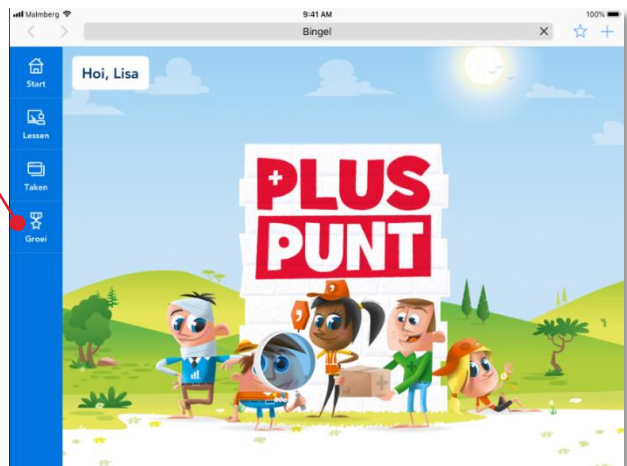 Malmberg
9:41 AM
100%
Bingel
Start
Hoi, Lisa
Lessen
Taken
Groei
PLUS
PUNT